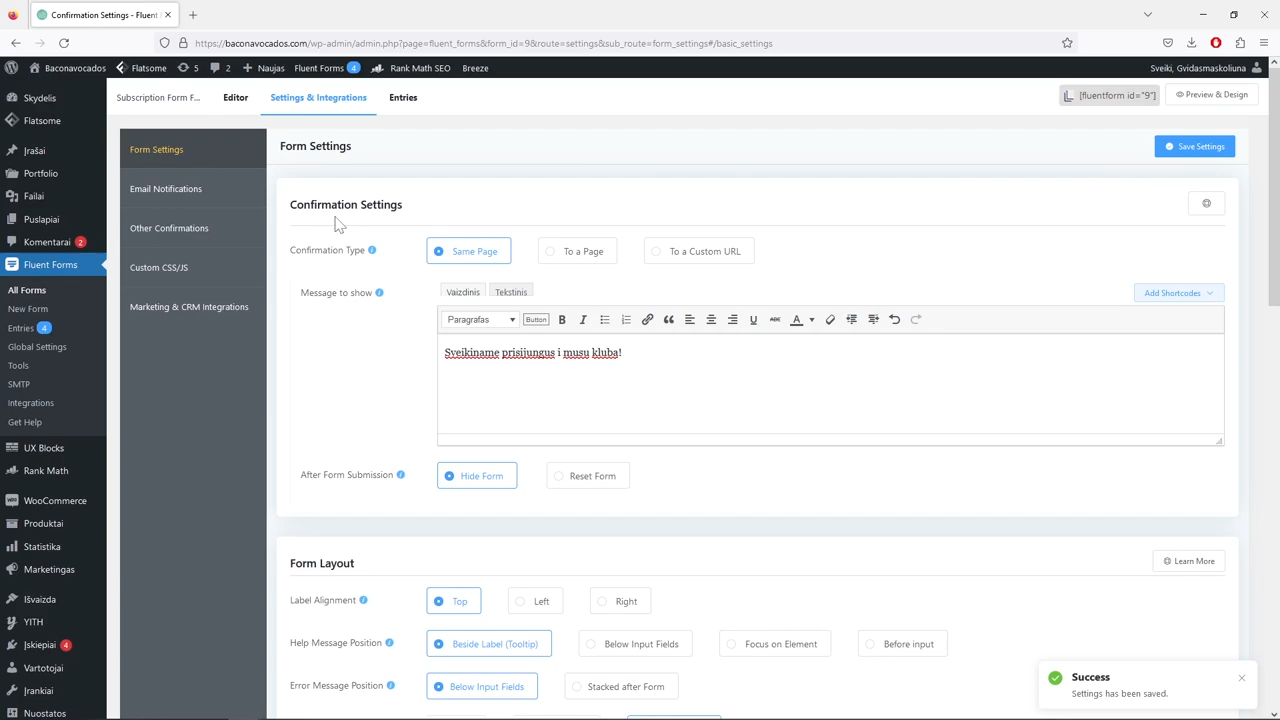 Confirmation Settings - Fluent
https://baconavocados.com/wp-admin/admin.php?page=fluent_forms&form_id=9&route=settings&sub_route=form_settings#/basic_settings
Baconavocados
Flatsome
5
2
Naujas
Fluent Forms 4
Rank Math SEO
Breeze
Sveiki, Gvidasmaskoliuna
Skydelis
Flatsome
Įrašai
Portfolio
Failai
Puslapiai
Komentarai 2
Fluent Forms
All Forms
New Form
Entries 4
Global Settings
Tools
SMTP
Integrations
Get Help
UX Blocks
Rank Math
WooCommerce
Produktai
Statistika
Marketingas
Išvaizda
YITH
Įskiepiai 4
Vartotojai
Įrankiai
Nuostatos
Subscription Form F...
Editor
Settings & Integrations
Entries
[fluentform id="9"]
Preview & Design
Form Settings
Email Notifications
Other Confirmations
Custom CSS/JS
Marketing & CRM Integrations
Form Settings
Save Settings
Confirmation Settings
Confirmation Type
Same Page
To a Page
To a Custom URL
Message to show
Vaizdinis
Tekstinis
Add Shortcodes
Paragrafas
Button
B
I
U
ABC
A
Sveikiname prisijungus i musu kluba!
After Form Submission
Hide Form
Reset Form
Form Layout
Learn More
Label Alignment
Top
Left
Right
Help Message Position
Beside Label (Tooltip)
Below Input Fields
Focus on Element
Before input
Error Message Position
Below Input Fields
Stacked after Form
Success
Settings has been saved.